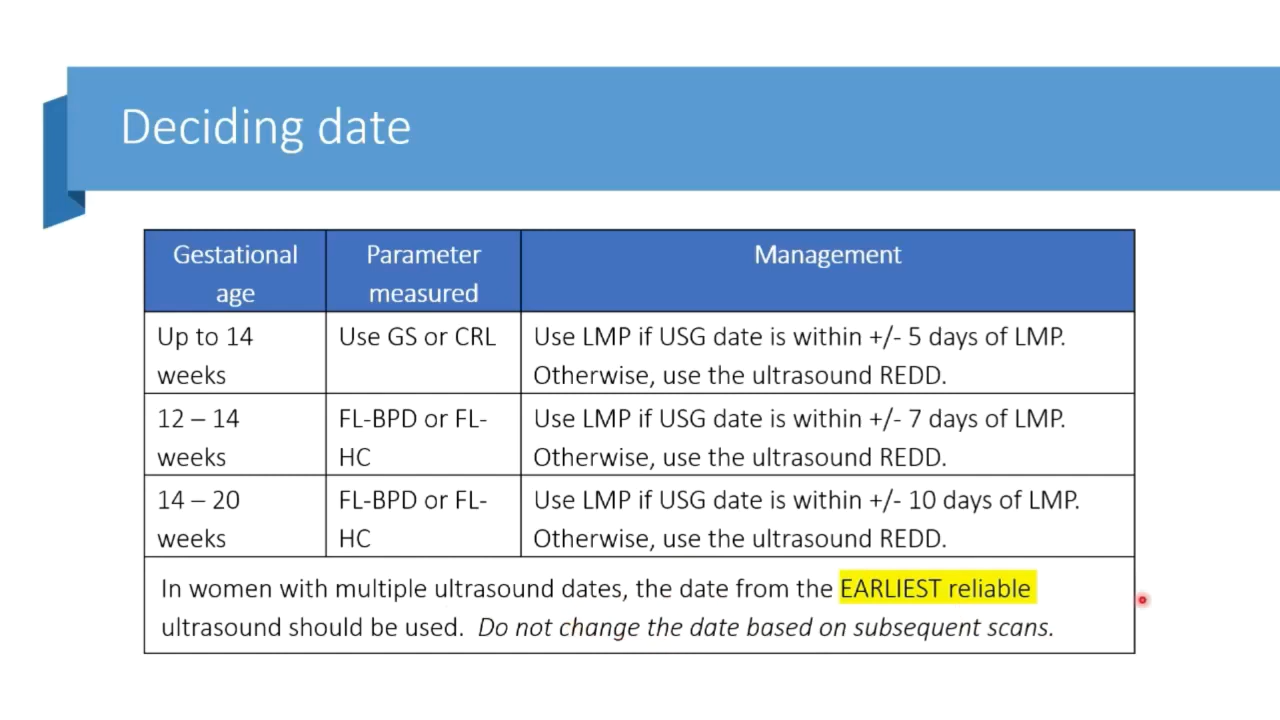 Deciding date
Gestational
age
Parameter
measured
Management
Up to 14
weeks
Use GS or CRL
Use LMP if USG date is within +/- 5 days of LMP.
Otherwise, use the ultrasound REDD.
12 – 14
weeks
FL-BPD or FL-
HC
Use LMP if USG date is within +/- 7 days of LMP.
Otherwise, use the ultrasound REDD.
14 – 20
weeks
FL-BPD or FL-
HC
Use LMP if USG date is within +/- 10 days of LMP.
Otherwise, use the ultrasound REDD.
In women with multiple ultrasound dates, the date from the EARLIEST reliable
ultrasound should be used. Do not change the date based on subsequent scans.